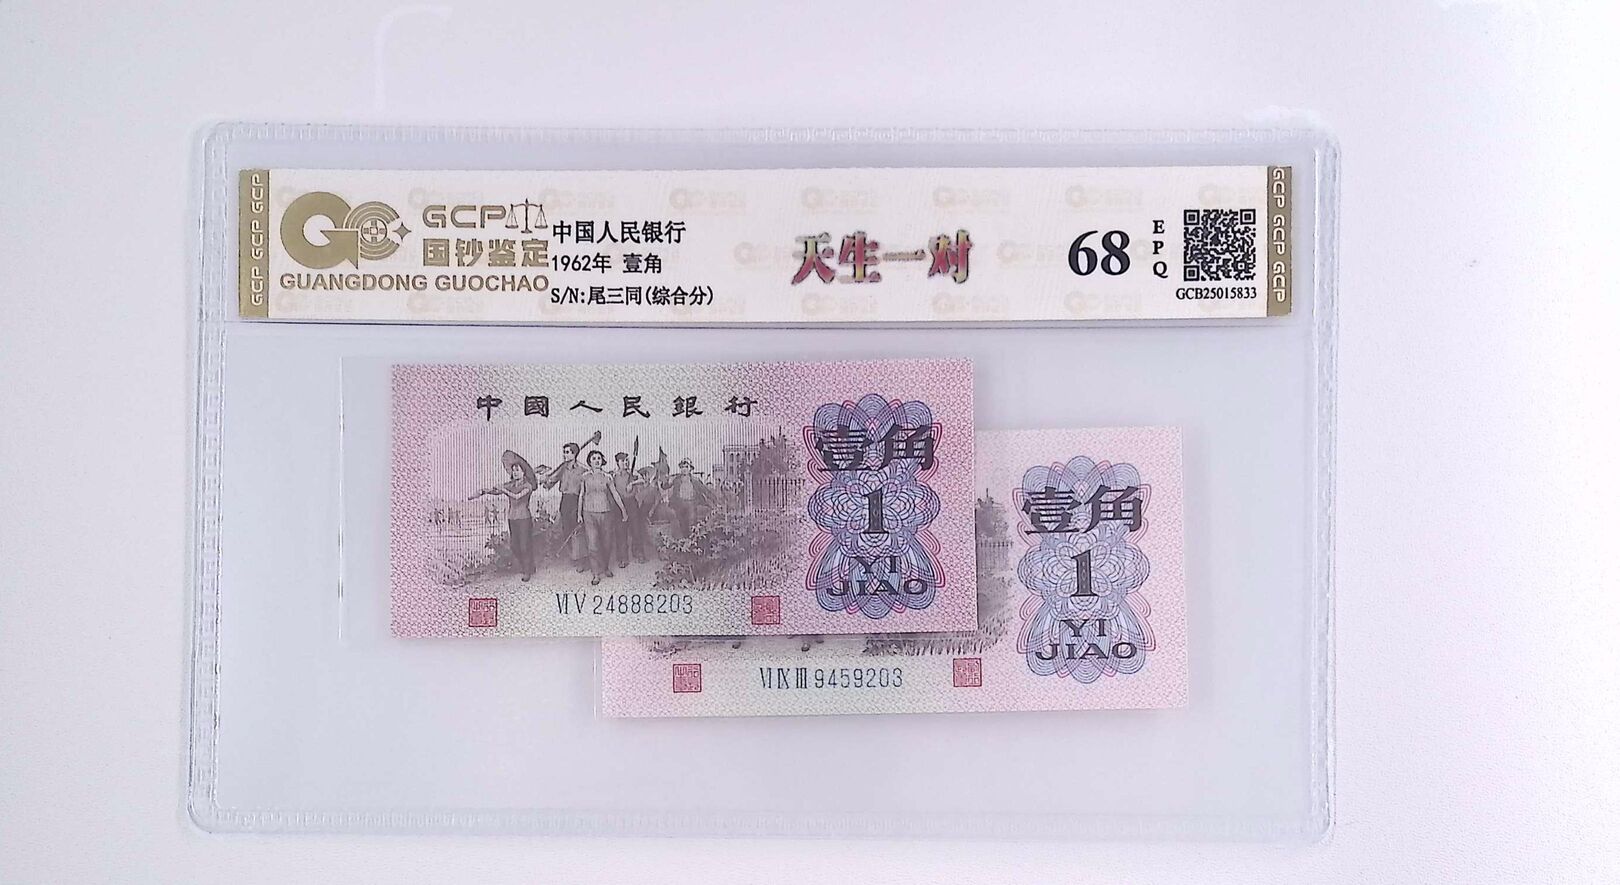 GCP GCP GCP
GCP
国钞鉴定
GUANGDONG GUOCHAO
中国人民银行
1962年 壹角
S/N:尾三同(综合分)
天生一对
68
EPQ
GCB25015833
GCP GCP GCP
中國人民銀行
壹角
1
YI
JIAO
VI V 24888203
壹角
1
YI
JIAO
VI IX III 9459203